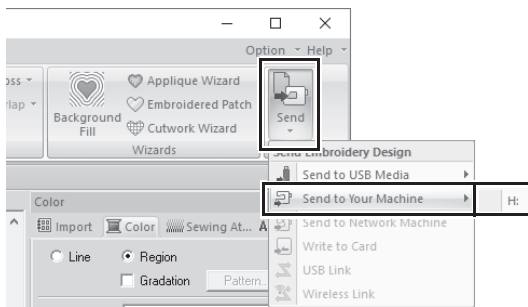 Option Help
oss
rlap
Background Fill
Applique Wizard
Embroidered Patch
Cutwork Wizard
Wizards
Send
Send Embroidery Design
Send to USB Media
Send to Your Machine
H:
Send to Network Machine
Write to Card
USB Link
Wireless Link
Color
Import Color Sewing At... A
Line Region
Gradation Pattern..